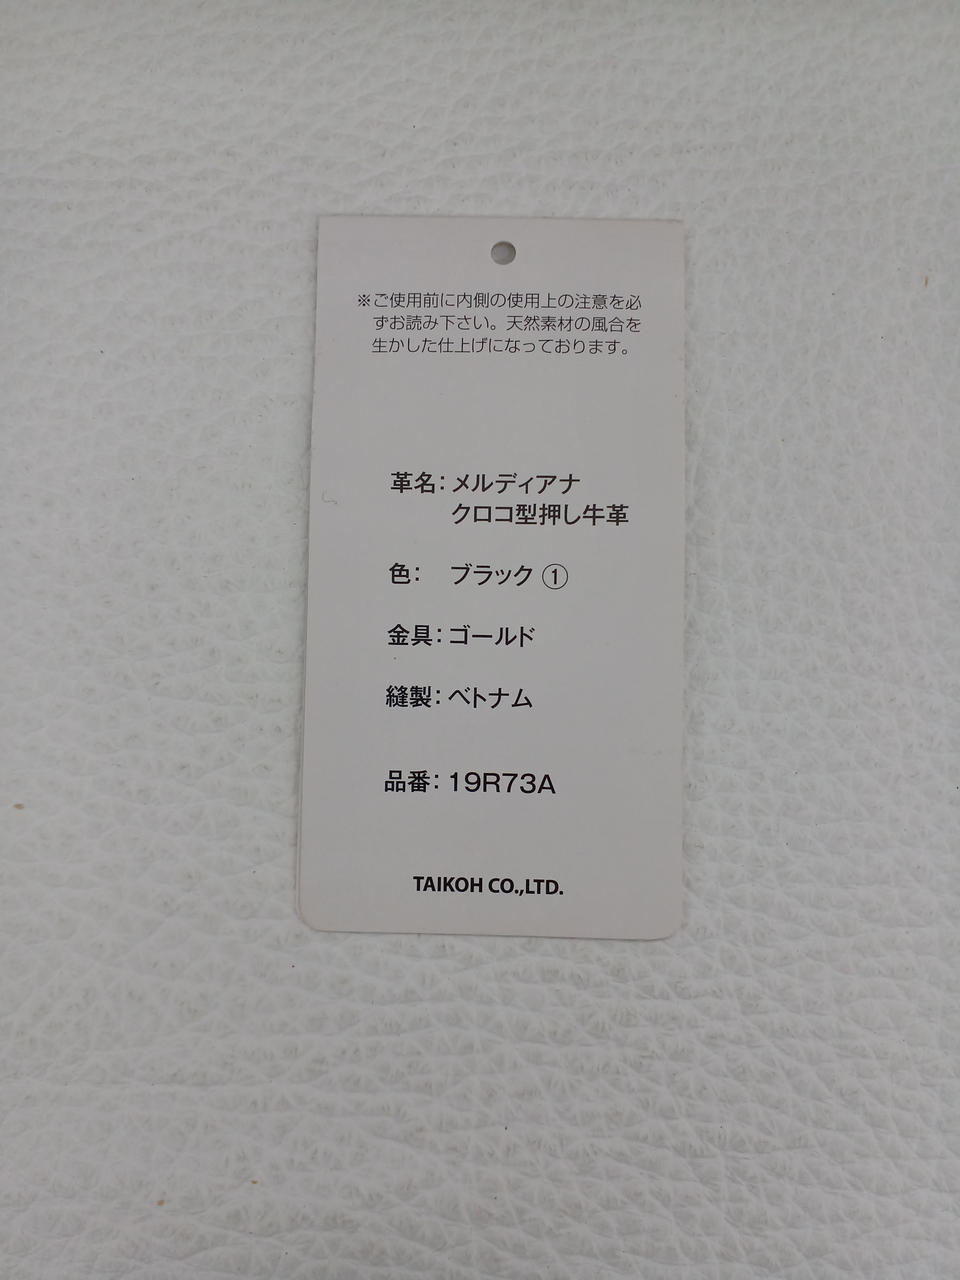 ※ご使用前に内側の使用上の注意を必
ずお読み下さい。天然素材の風合を
生かした仕上げになっております。
革名：メルディアナ
クロコ型押し牛革
色：　ブラック ①
金具：ゴールド
縫製：ベトナム
品番：19R73A
TAIKOH CO.,LTD.